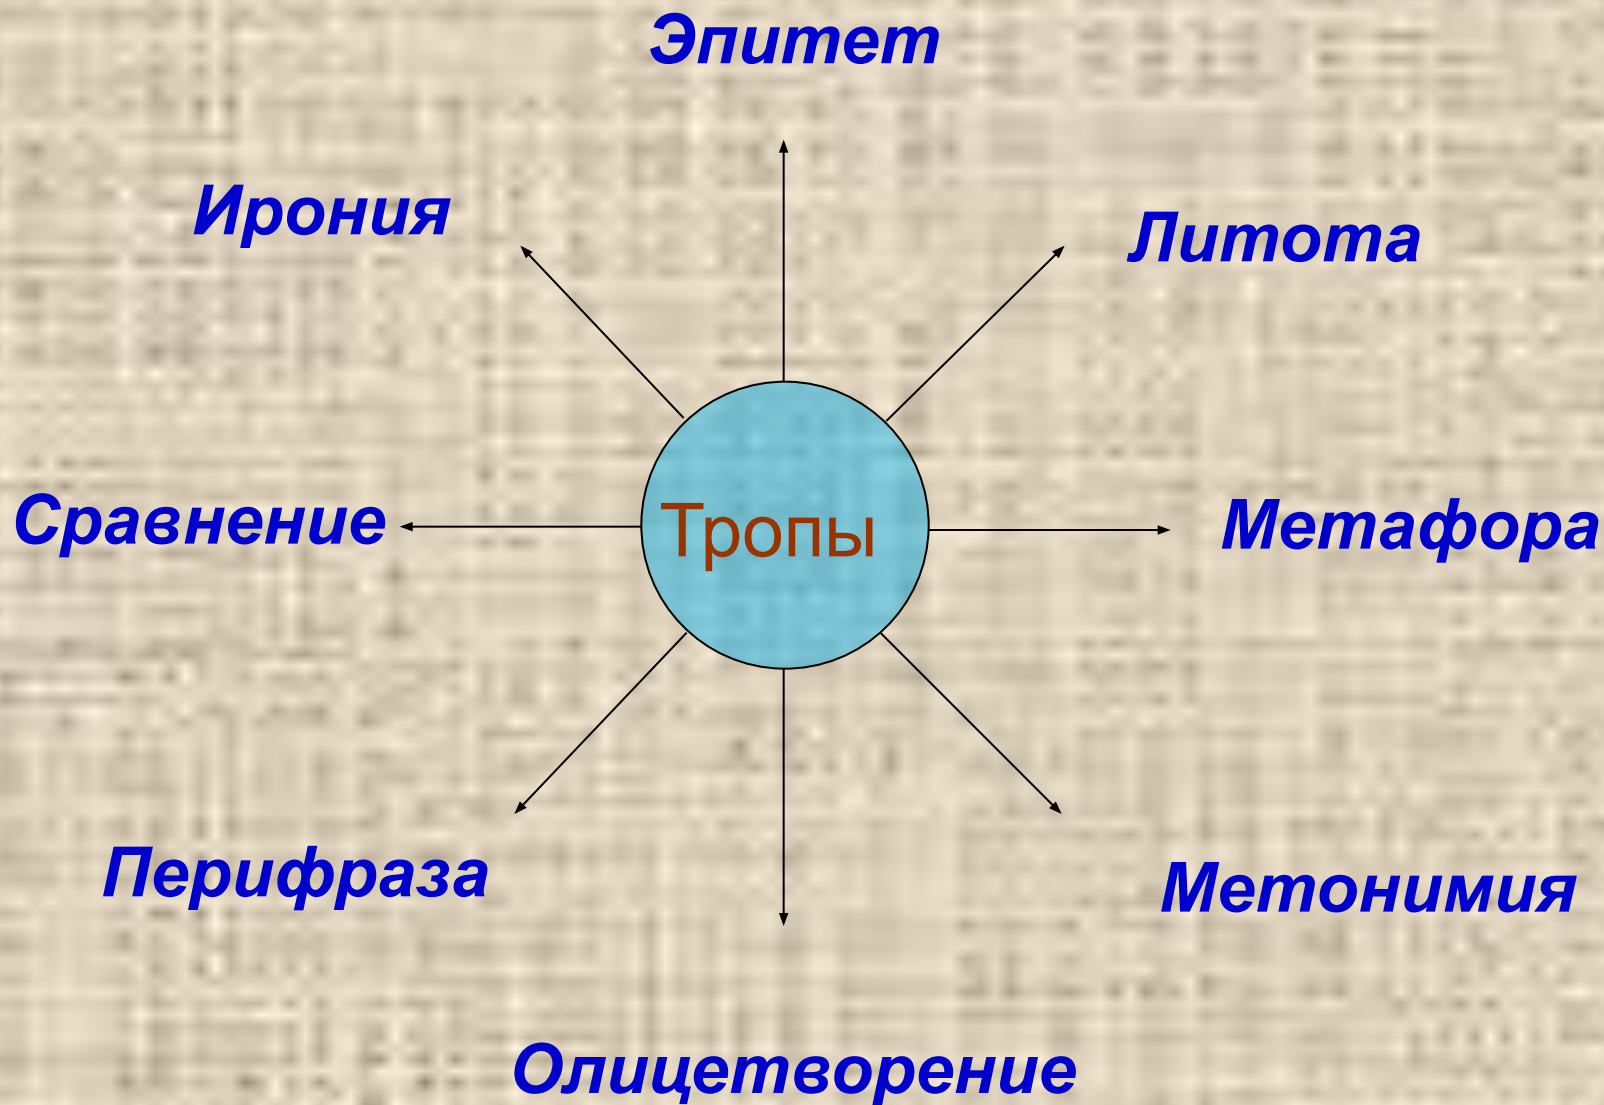 Эпитет
Ирония
Литота
Сравнение
Тропы
Метафора
Перифраза
Метонимия
Олицетворение